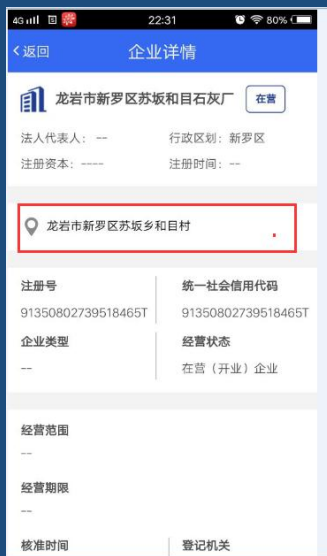 4G 22:31 80%
<返回 企业详情
龙岩市新罗区苏坂和目石灰厂 在营
法人代表人: -- 行政区划: 新罗区
注册资本: ---- 注册时间: --
龙岩市新罗区苏坂乡和目村
注册号 统一社会信用代码
91350802739518465T 91350802739518465T
企业类型 经营状态
-- 在营（开业）企业
经营范围
--
经营期限
--
核准时间 登记机关